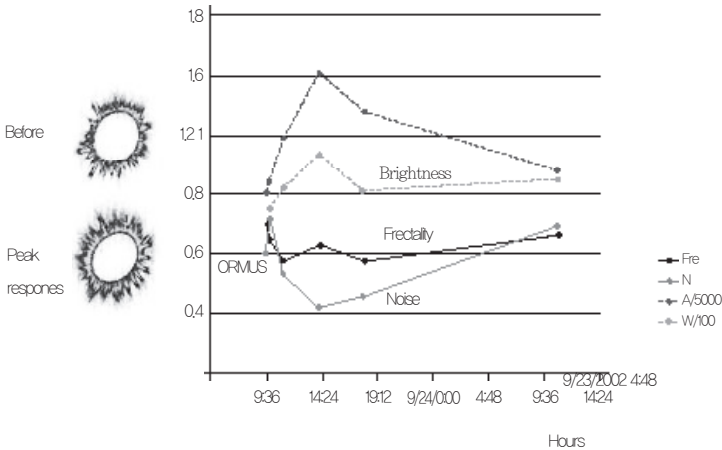 1.8
1.6
1,2 1
0.8
0.6
0.4
Before
Peak
respones
Brightness
Frectality
ORMUS
Noise
Fre
N
A/5000
W/100
9/23/2002 4:48
9:36 14:24 19:12 9/24/0:00 4:48 9:36 14:24
Hours